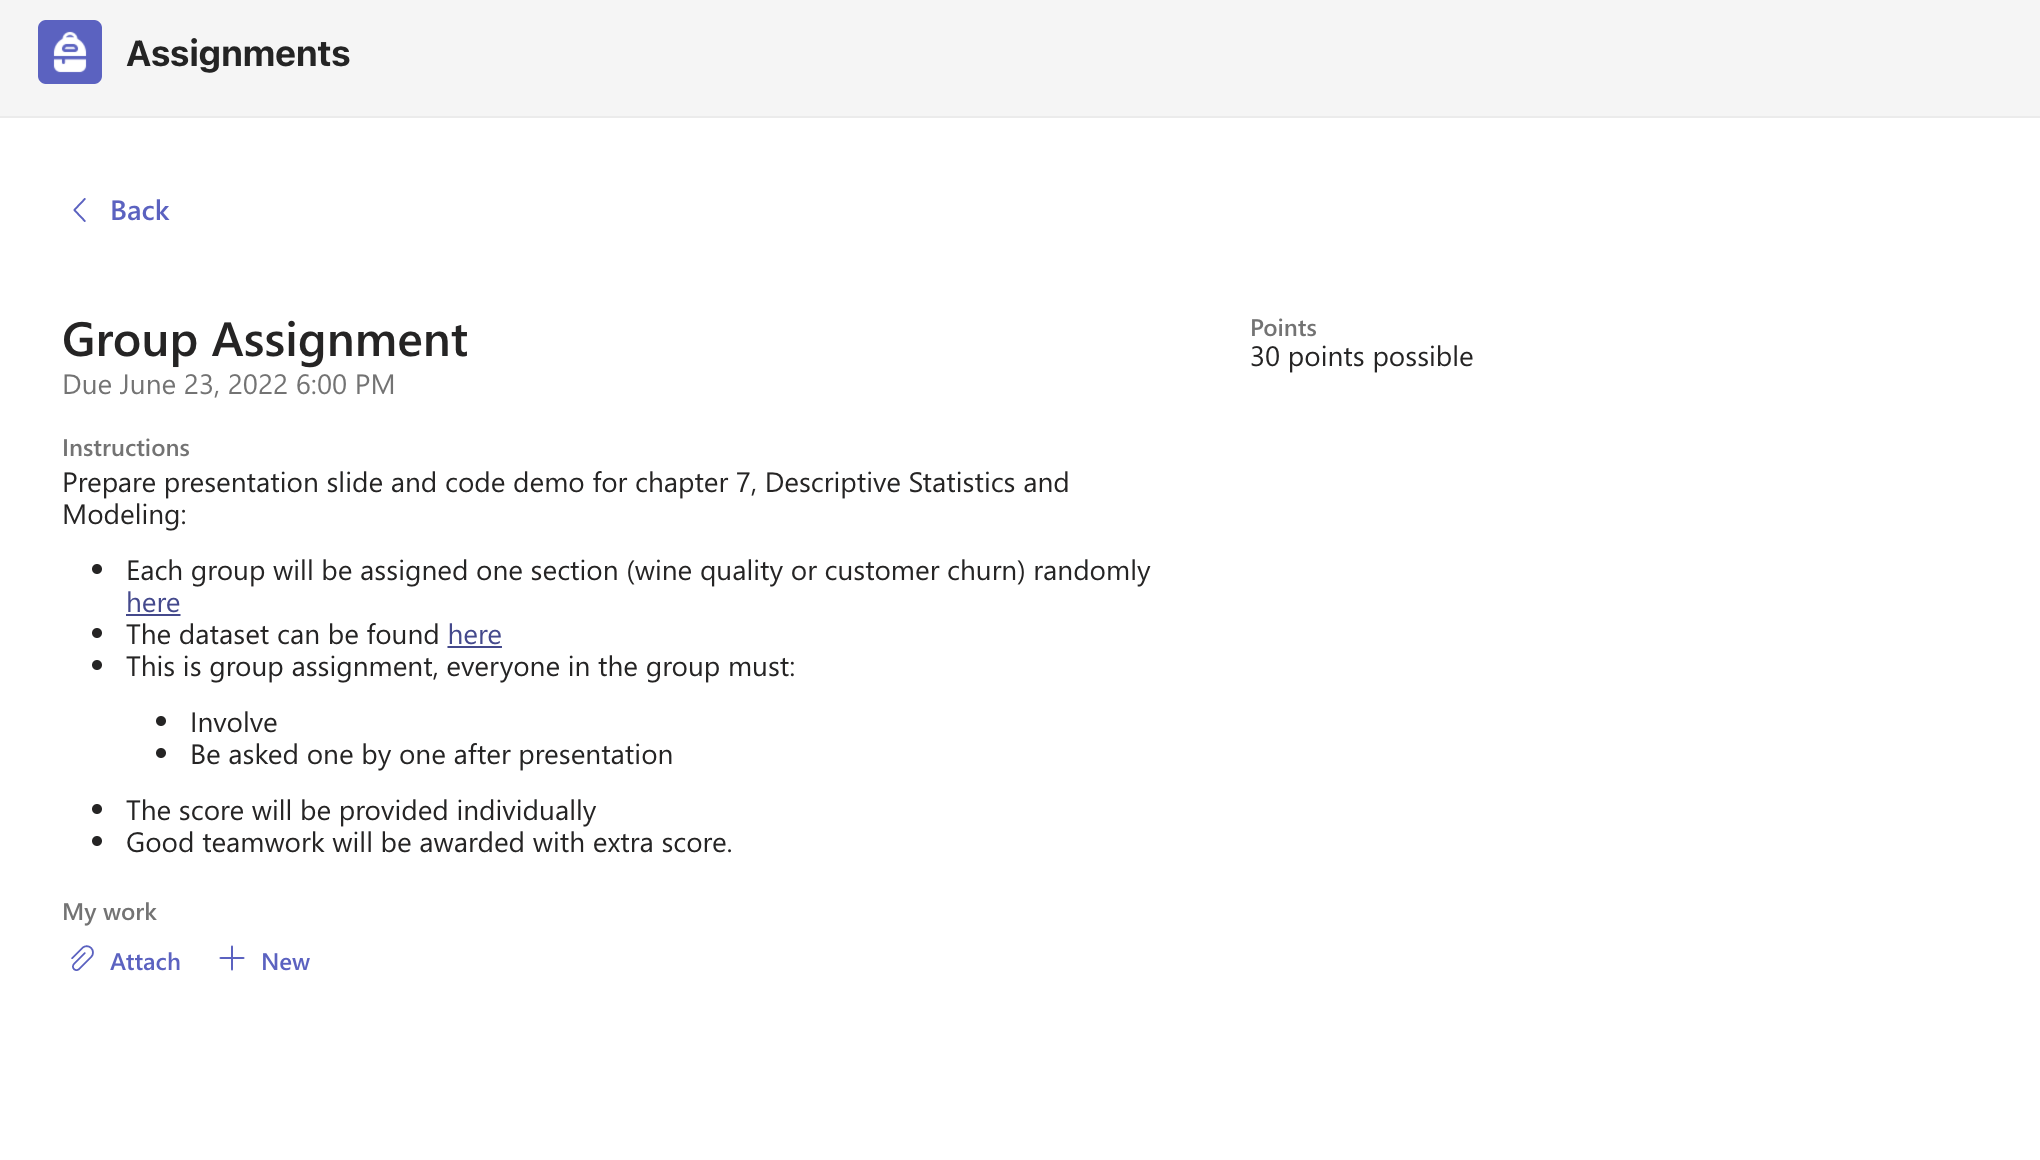 Assignments
Back
Group Assignment
Due June 23, 2022 6:00 PM
Points
30 points possible
Instructions
Prepare presentation slide and code demo for chapter 7, Descriptive Statistics and
Modeling:
Each group will be assigned one section (wine quality or customer churn) randomly
here
The dataset can be found here
This is group assignment, everyone in the group must:
Involve
Be asked one by one after presentation
The score will be provided individually
Good teamwork will be awarded with extra score.
My work
Attach New